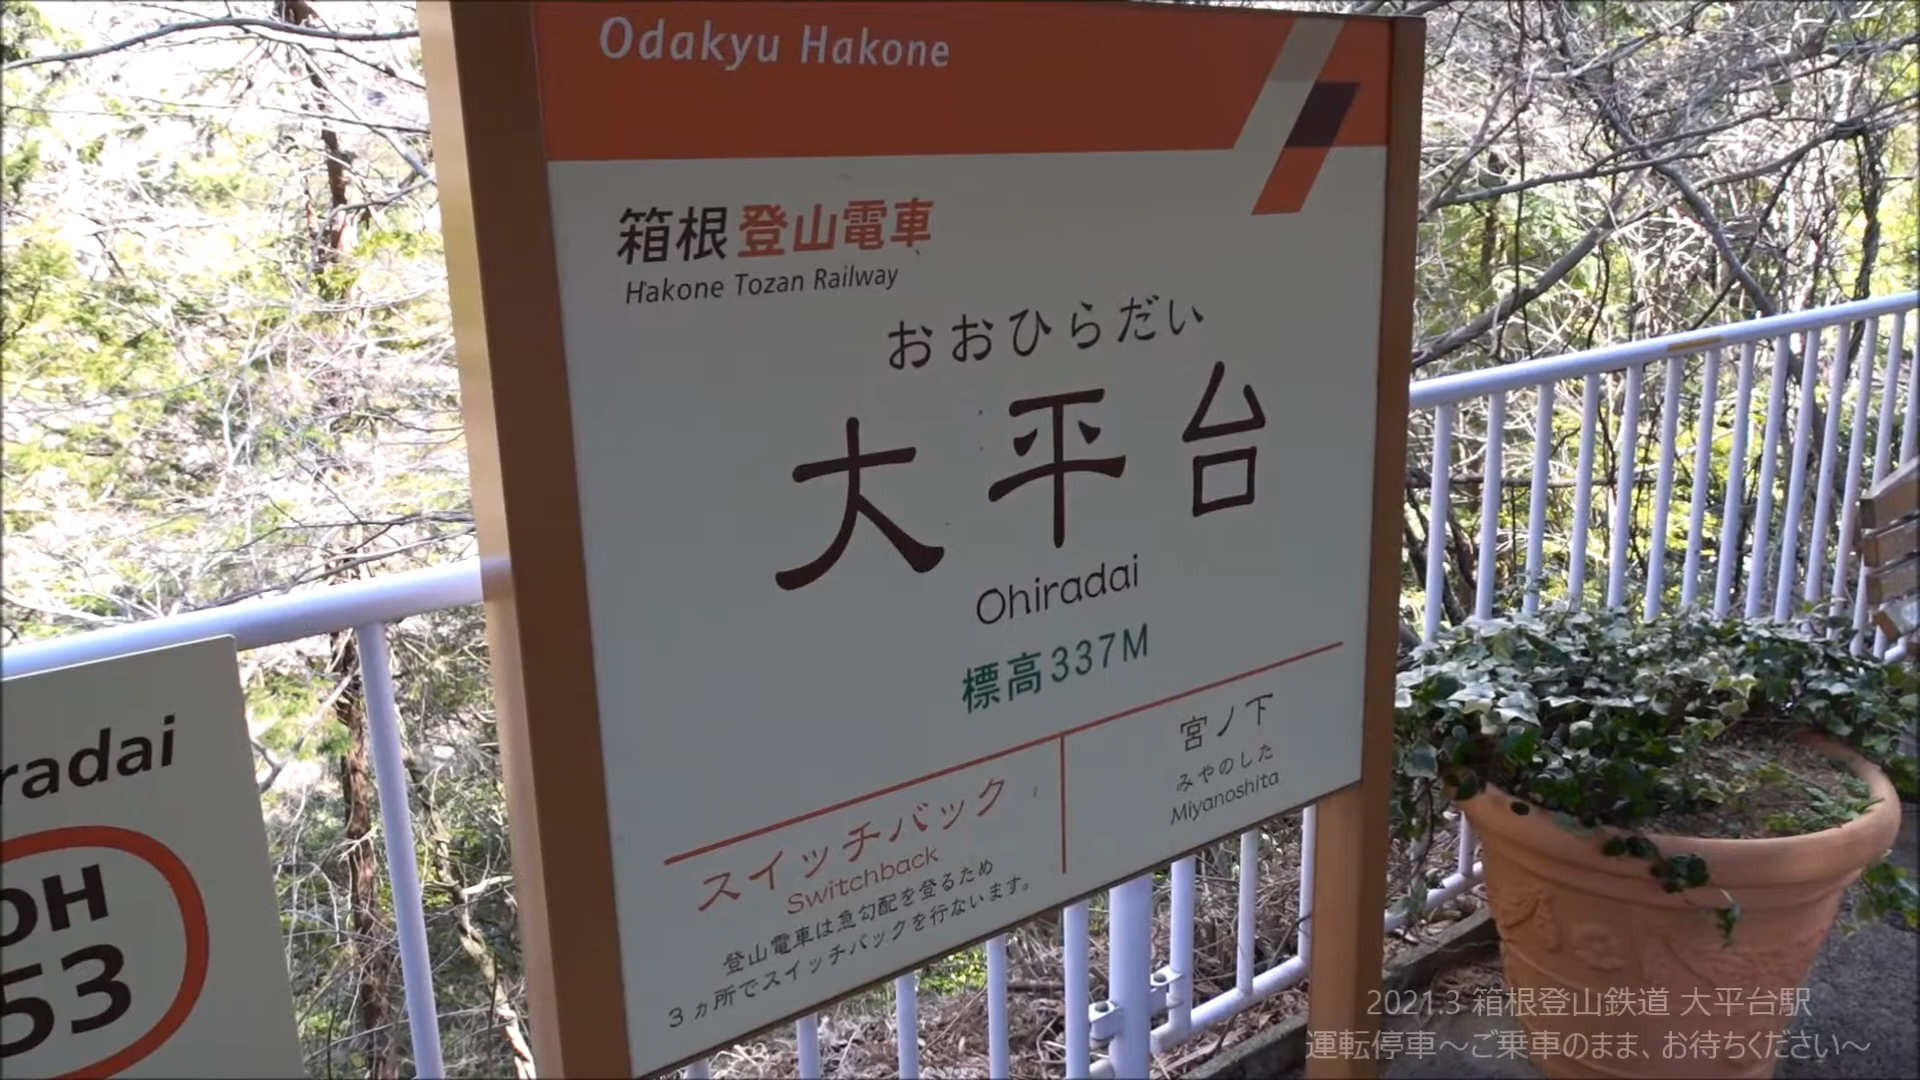 Odakyu Hakone
箱根登山電車
Hakone Tozan Railway
おおひらだい
大平台
Ohiradai
標高337M
スイッチバック
Switchback
登山電車は急勾配を登るため
3ヵ所でスイッチバックを行ないます。
宮ノ下
みやのした
Miyanoshita
radai
OH
53
2021.3 箱根登山鉄道 大平台駅
運転停車～ご乗車のまま、お待ちください～